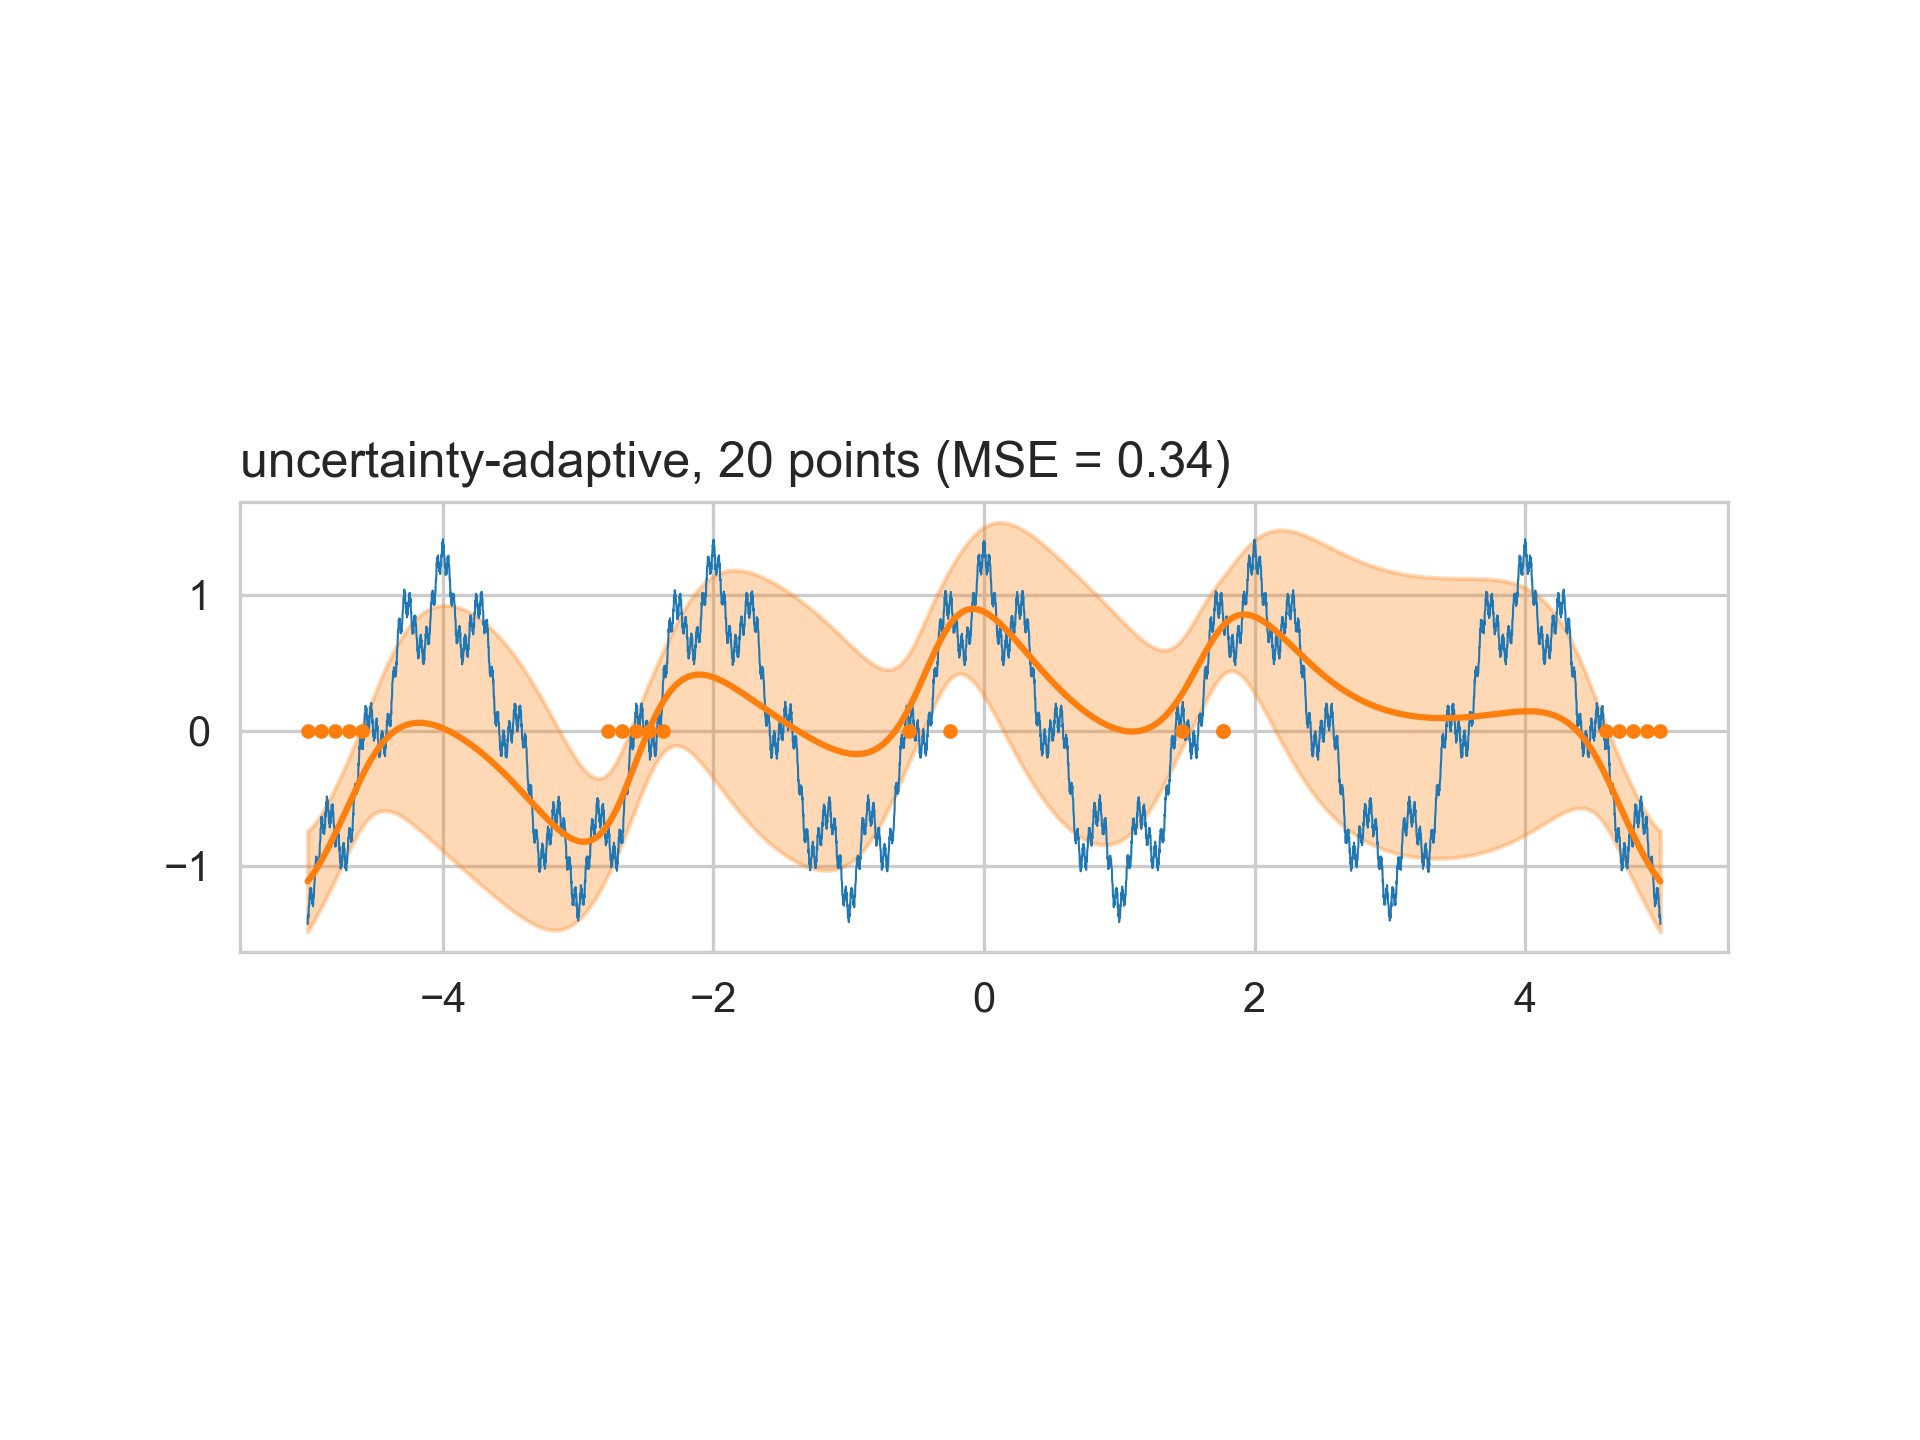 uncertainty-adaptive, 20 points (MSE = 0.34)
1
0
−1
−4 −2 0 2 4